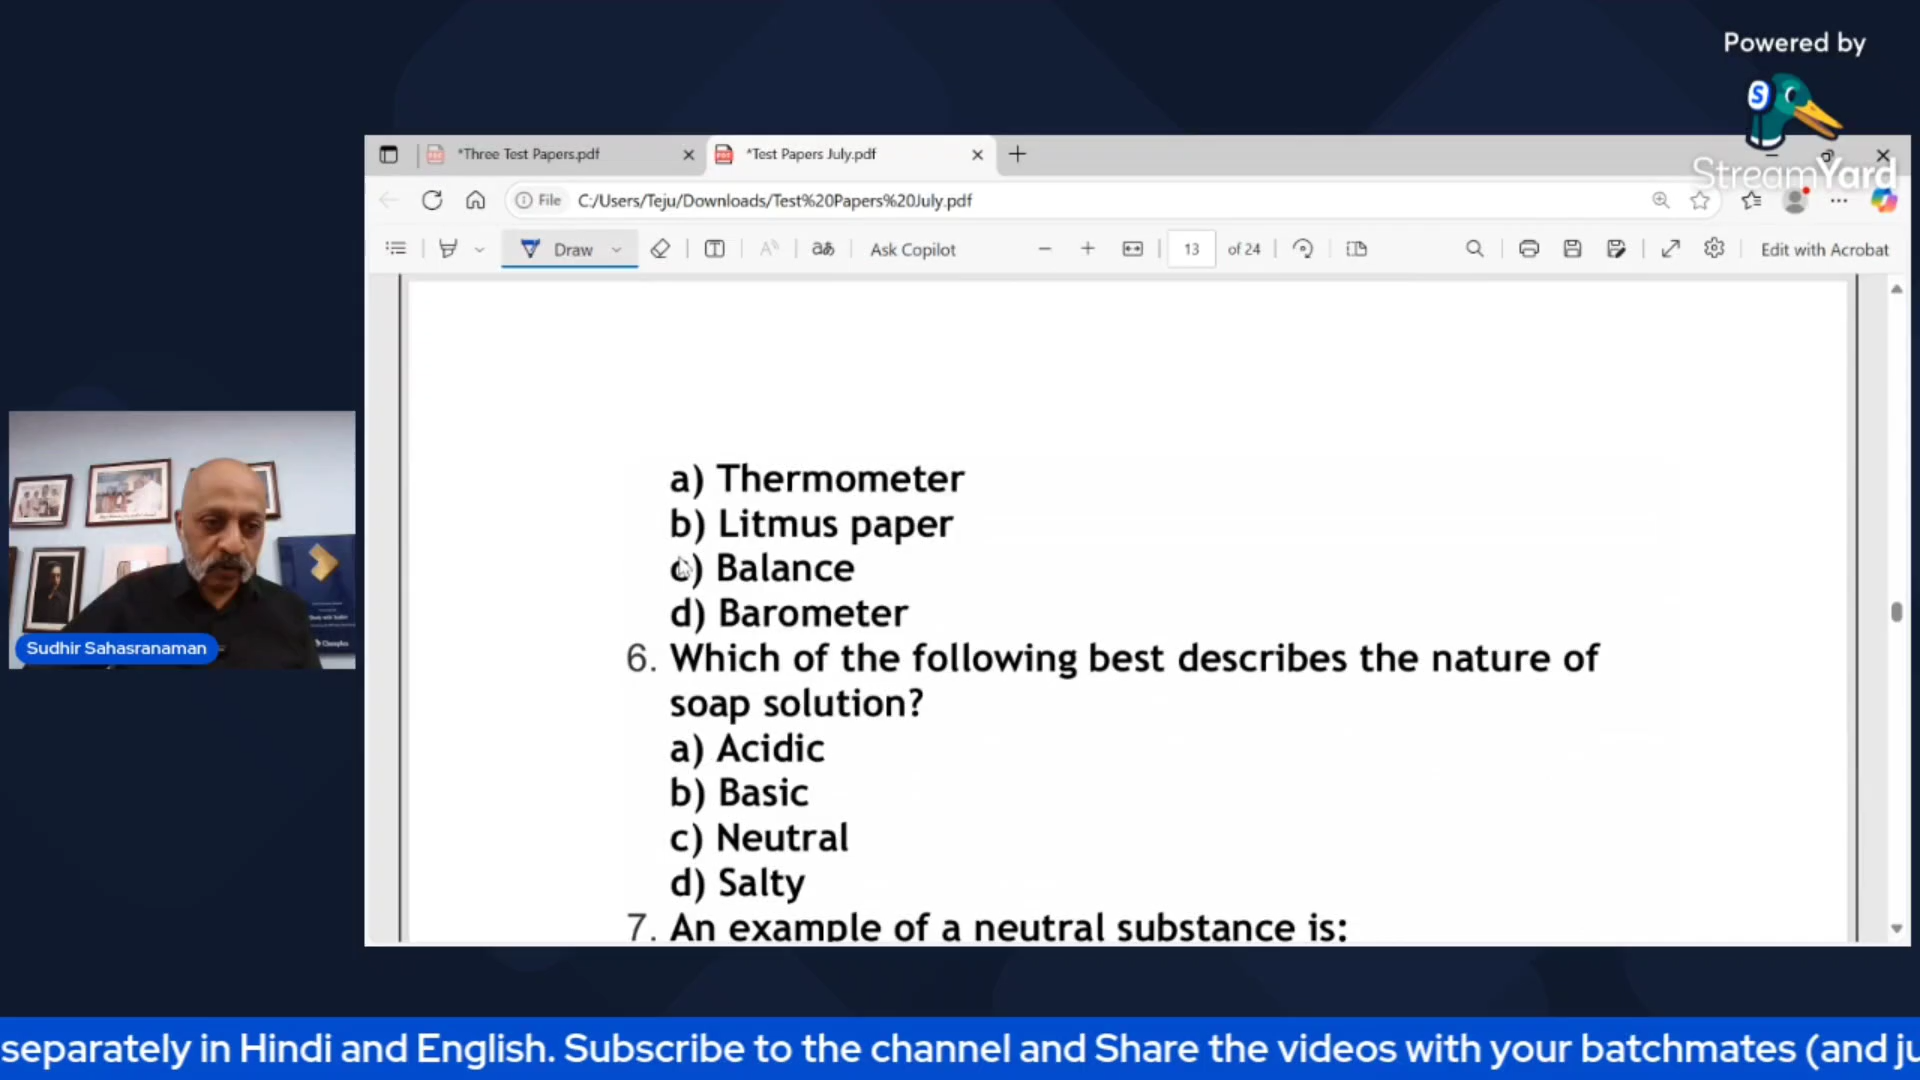 Powered by
StreamYard
*Three Test Papers.pdf
*Test Papers July.pdf
File
C:/Users/Teju/Downloads/Test%20Papers%20July.pdf
Draw
Ask Copilot
13 of 24
Edit with Acrobat
a) Thermometer
b) Litmus paper
c) Balance
d) Barometer
6. Which of the following best describes the nature of
soap solution?
a) Acidic
b) Basic
c) Neutral
d) Salty
7. An example of a neutral substance is:
Sudhir Sahasranaman
separately in Hindi and English. Subscribe to the channel and Share the videos with your batchmates (and ju